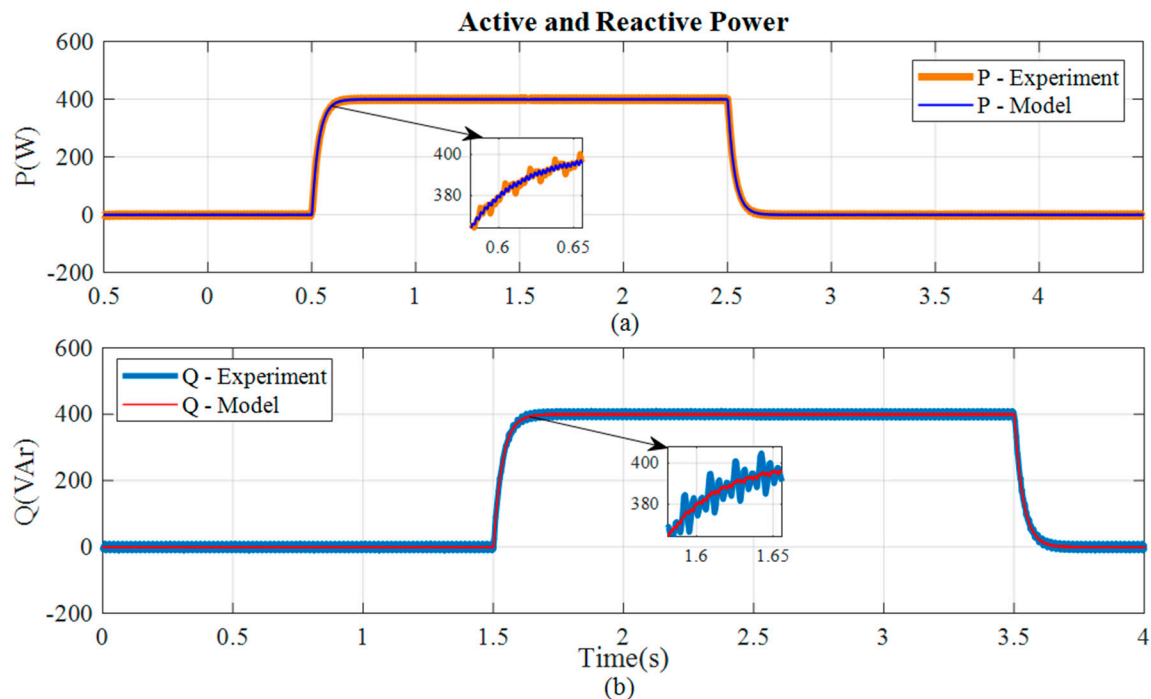 Active and Reactive Power
P(W)
600
400
200
0
-200
P - Experiment
P - Model
400
380
0.6 0.65
0.5 0 0.5 1 1.5 2 2.5 3 3.5 4
(a)
Q(VAr)
600
400
200
0
-200
Q - Experiment
Q - Model
400
380
1.6 1.65
0 0.5 1 1.5 2 2.5 3 3.5 4
Time(s)
(b)